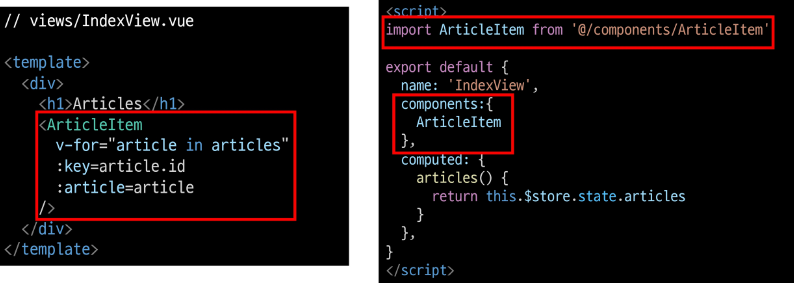 // views/IndexView.vue
<template>
<div>
<h1>Articles</h1>
<ArticleItem
v-for="article in articles"
:key=article.id
:article=article
/>
</div>
</template>
<script>
import ArticleItem from '@/components/ArticleItem'
export default {
name: 'IndexView',
components:{
ArticleItem
},
computed: {
articles() {
return this.$store.state.articles
}
},
}
</script>